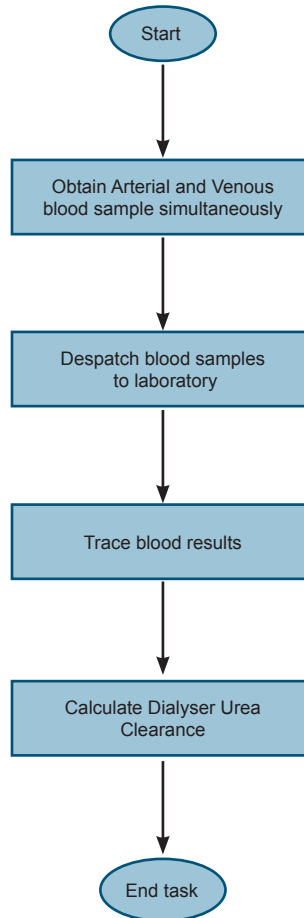 Start
Obtain Arterial and Venous
blood sample simultaneously
Despatch blood samples
to laboratory
Trace blood results
Calculate Dialyser Urea
Clearance
End task